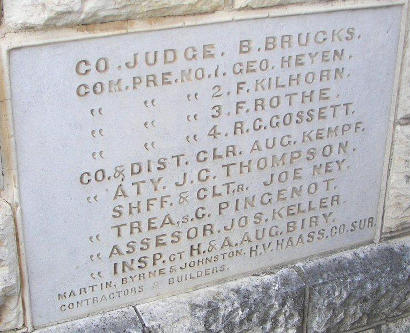 CO. JUDGE. B. BRUCKS.
COM. PRE. NO. 1. GEO. HEYEN.
" " " 2. F. KILHORN.
" " " 3. F. ROTHE.
" " " 4. R.C. GOSSETT.
CO. & DIST. CLR. AUG. KEMPF.
" ATY. J.C. THOMPSON.
SHFF. & CLTR. JOE NEY.
" TREA,S. G. PINGENOT.
" ASSESOR. JOS. KELLER.
" INSP. CT H. & A. AUG. BIRY.
MARTIN, BYRNE & JOHNSTON. H.V. HAASS. CO. SUR.
CONTRACTORS & BUILDERS.